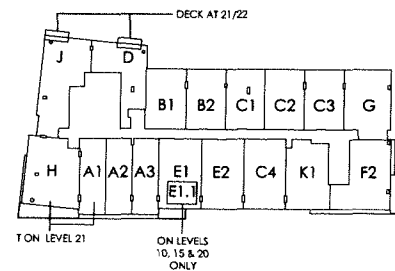 DECK AT 21/22
J
D
B1 B2 C1 C2 C3 G
H A1 A2 A3 E1 E2 C4 K1 F2
E1.1
T ON LEVEL 21
ON LEVELS
10, 15 & 20
ONLY